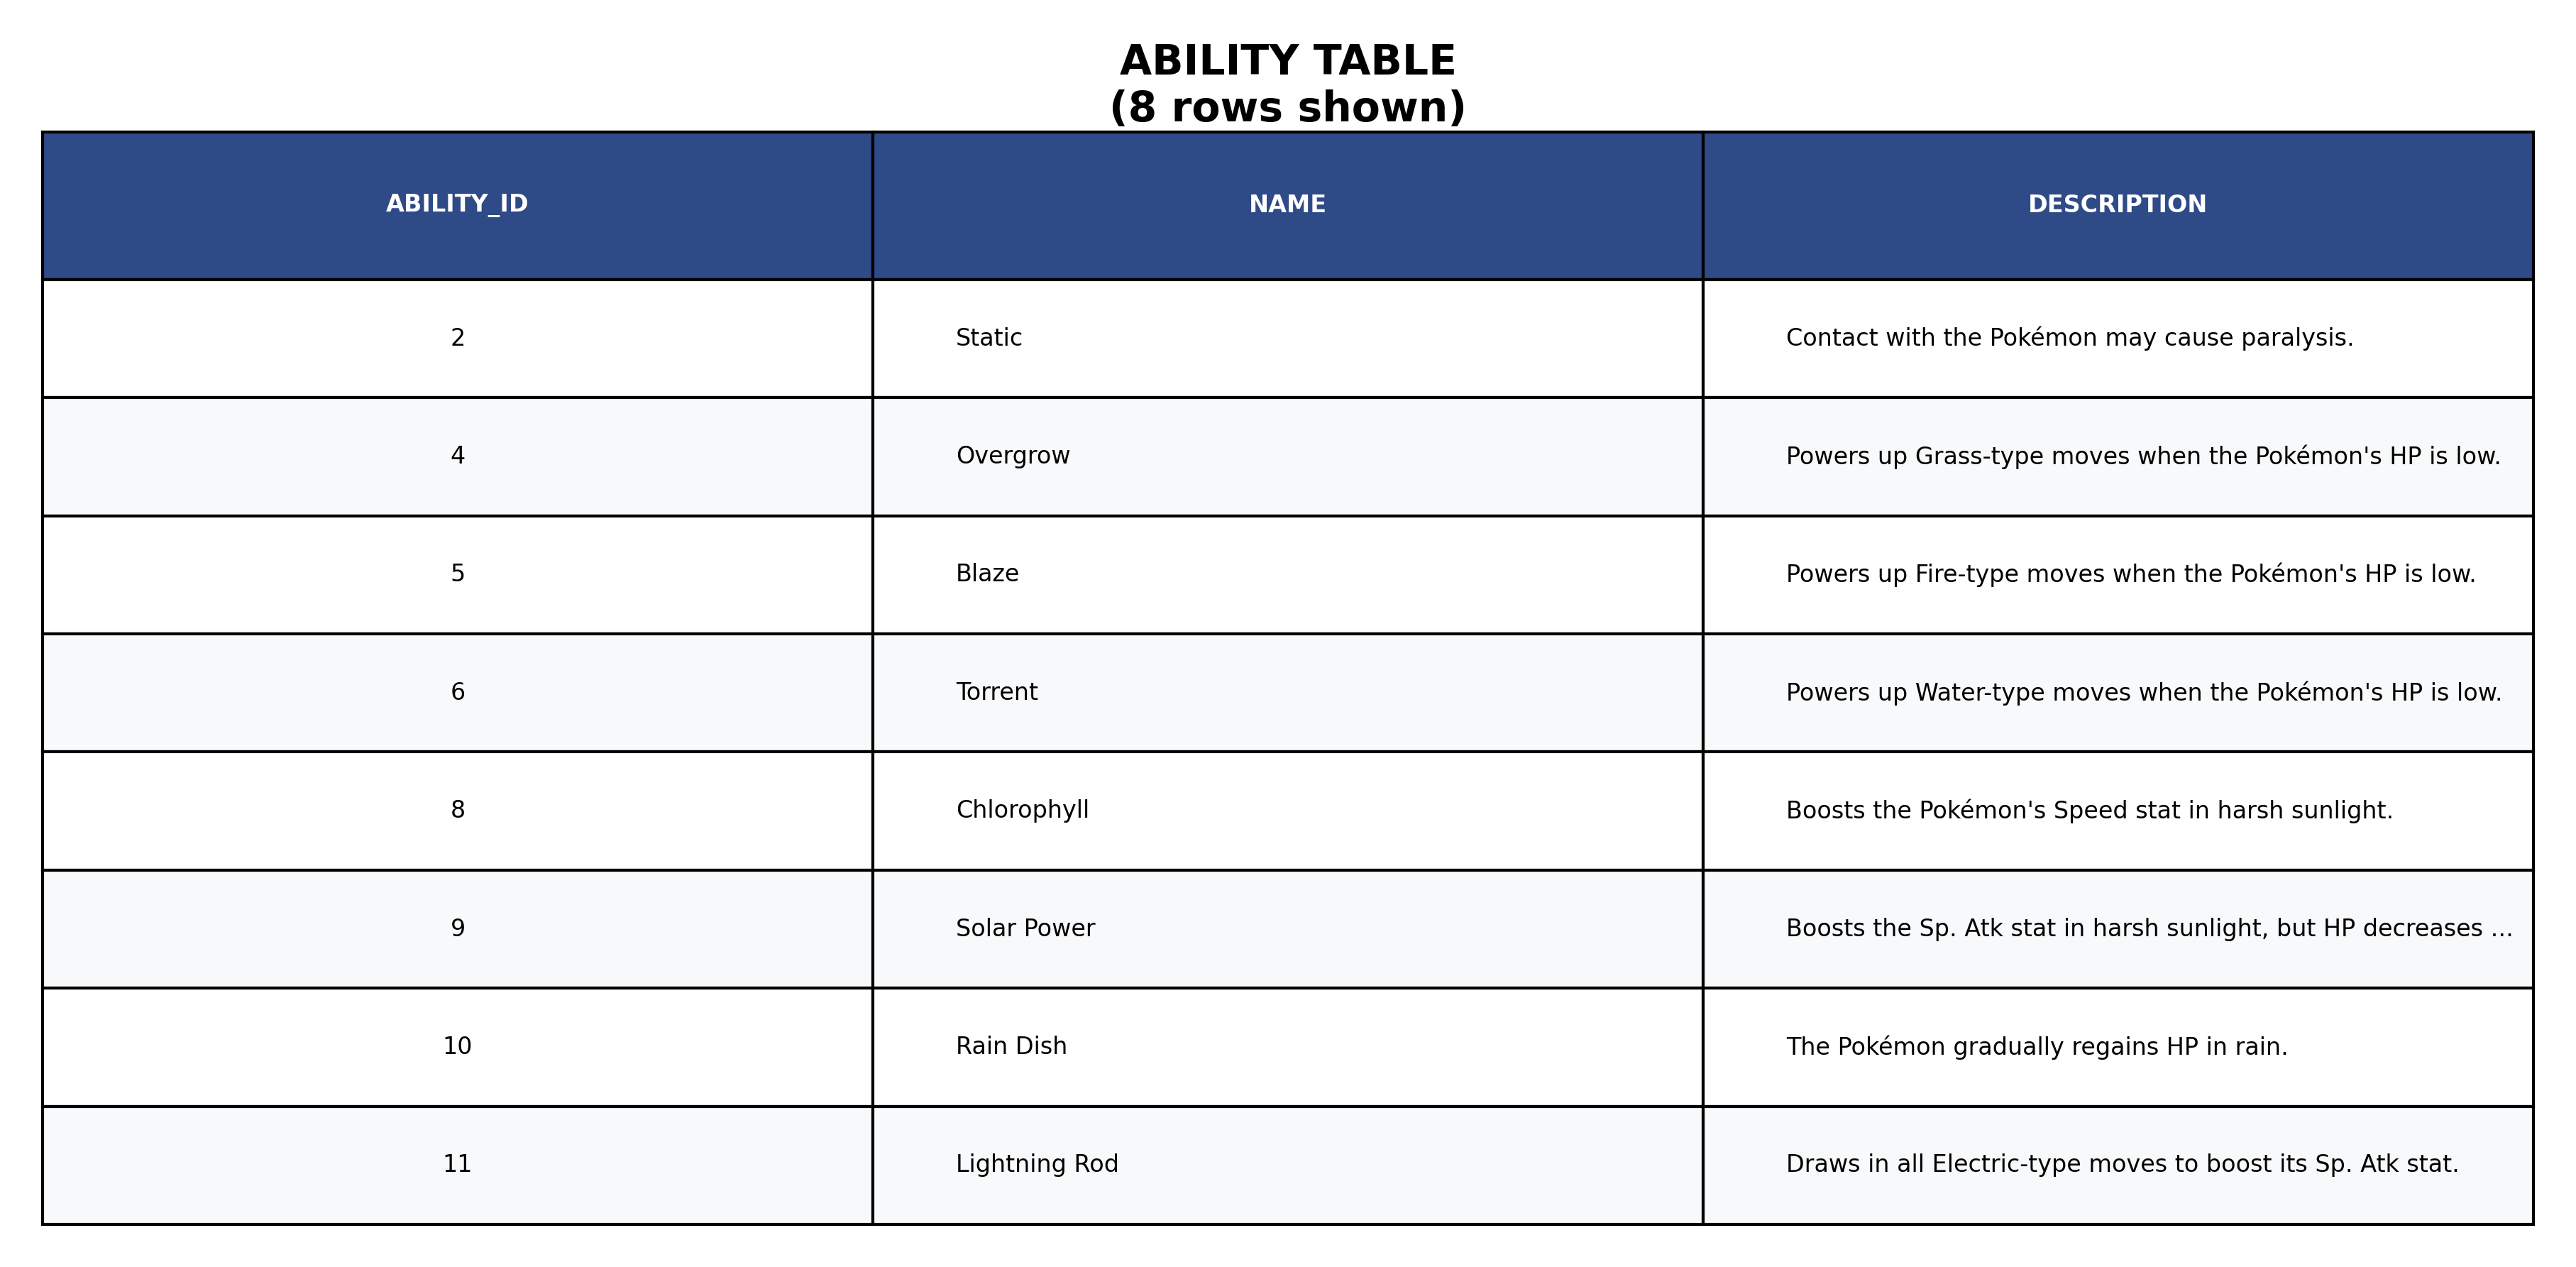 ABILITY TABLE
(8 rows shown)
ABILITY_ID NAME DESCRIPTION
2 Static Contact with the Pokémon may cause paralysis.
4 Overgrow Powers up Grass-type moves when the Pokémon's HP is low.
5 Blaze Powers up Fire-type moves when the Pokémon's HP is low.
6 Torrent Powers up Water-type moves when the Pokémon's HP is low.
8 Chlorophyll Boosts the Pokémon's Speed stat in harsh sunlight.
9 Solar Power Boosts the Sp. Atk stat in harsh sunlight, but HP decreases ...
10 Rain Dish The Pokémon gradually regains HP in rain.
11 Lightning Rod Draws in all Electric-type moves to boost its Sp. Atk stat.